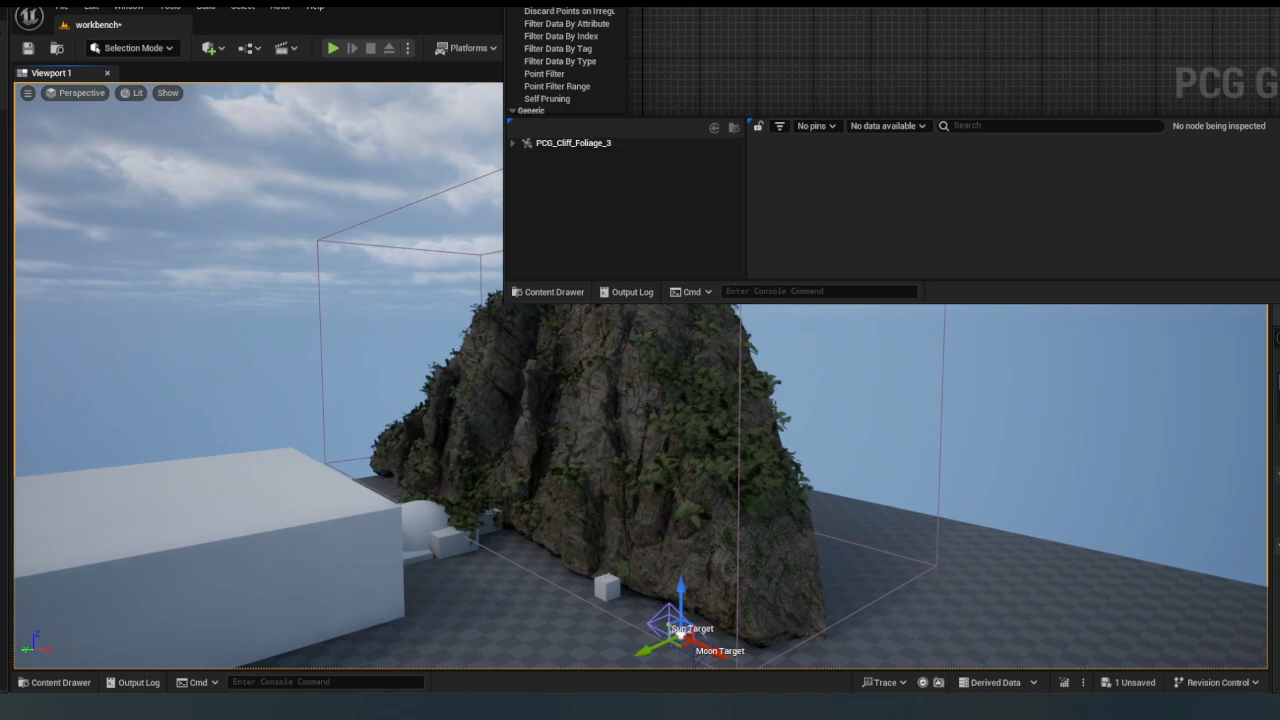 Window
Tools
Help
workbench*
Selection Mode
Platforms
Viewport 1
Perspective
Lit
Show
Discard Points on Irregu
Filter Data By Attribute
Filter Data By Index
Filter Data By Tag
Filter Data By Type
Point Filter
Point Filter Range
Self Pruning
Generic
PCG G
No pins
No data available
Search
No node being inspected
PCG_Cliff_Foliage_3
Content Drawer
Output Log
Cmd
Enter Console Command
Sun Target
Moon Target
Content Drawer
Output Log
Cmd
Enter Console Command
Trace
Derived Data
1 Unsaved
Revision Control